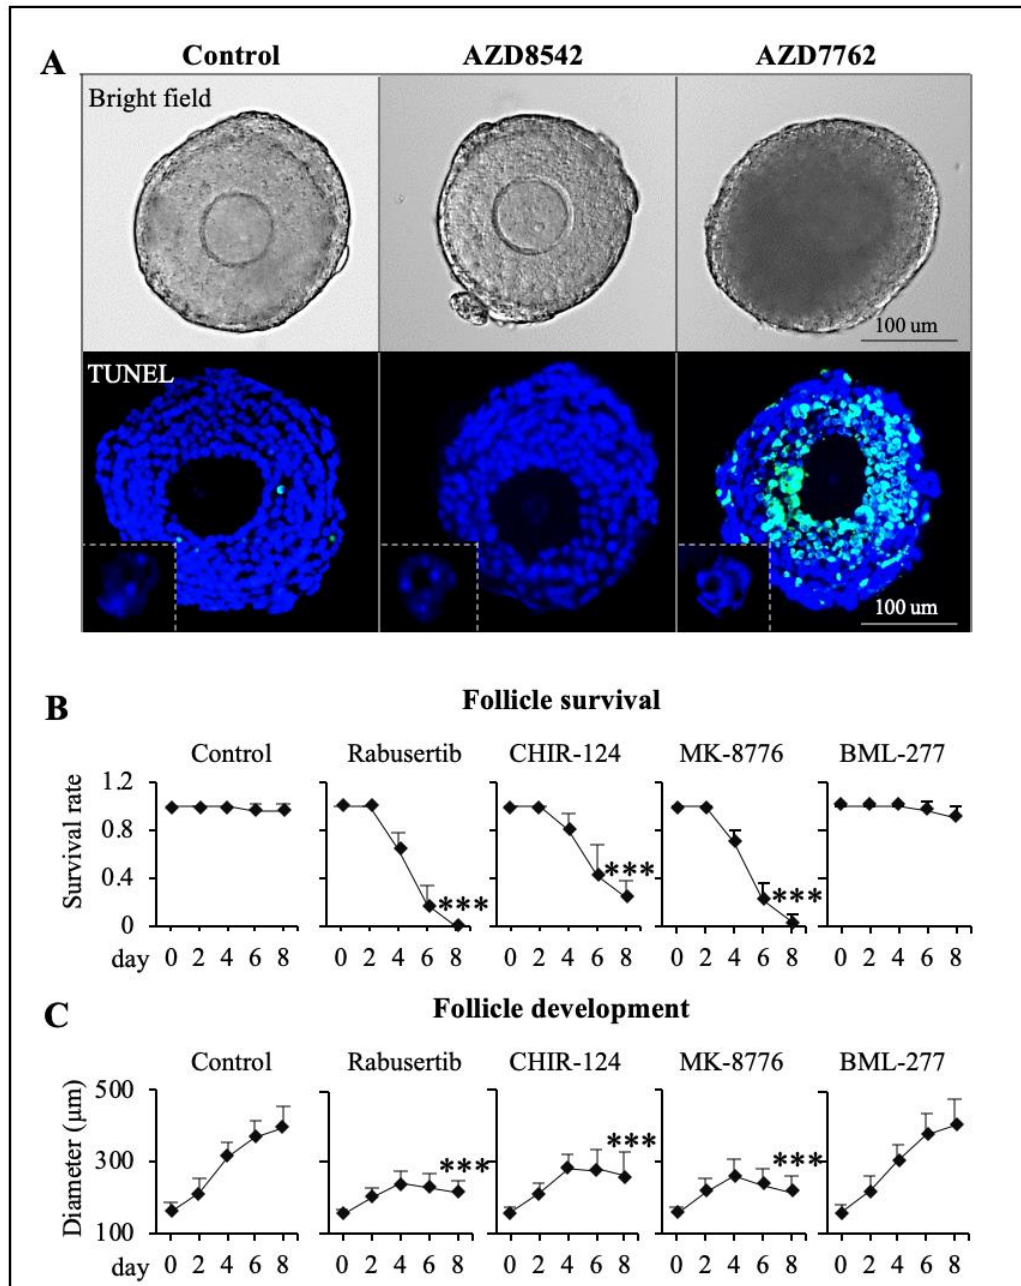 A
Control AZD8542 AZD7762
Bright field
100 um
TUNEL
100 um
B
Follicle survival
Control Rabusertib CHIR-124 MK-8776 BML-277
Survival rate
1.2
0.8
0.4
0
*** *** ***
day 0 2 4 6 8 0 2 4 6 8 0 2 4 6 8 0 2 4 6 8 0 2 4 6 8
C
Follicle development
Control Rabusertib CHIR-124 MK-8776 BML-277
Diameter (μm)
500
300
100
*** *** ***
day 0 2 4 6 8 0 2 4 6 8 0 2 4 6 8 0 2 4 6 8 0 2 4 6 8